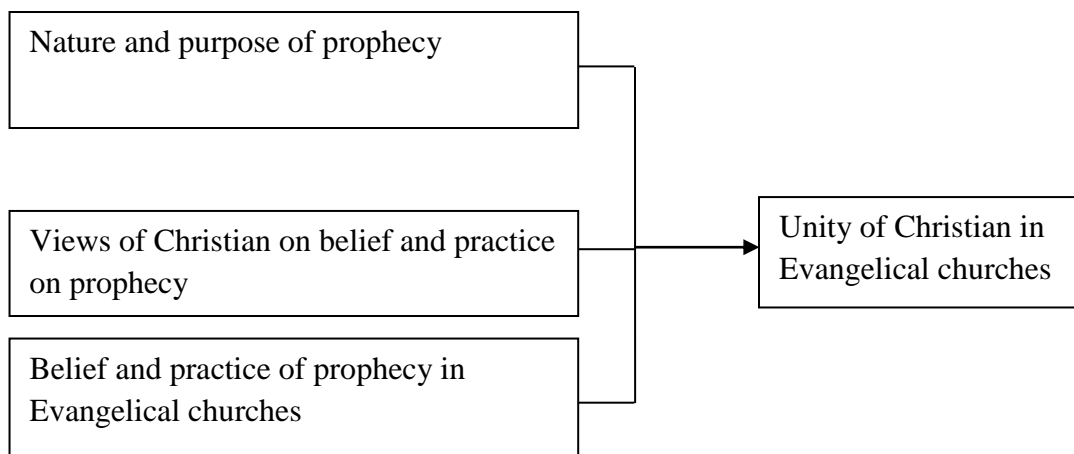 Nature and purpose of prophecy
Views of Christian on belief and practice
on prophecy
Unity of Christian in
Evangelical churches
Belief and practice of prophecy in
Evangelical churches